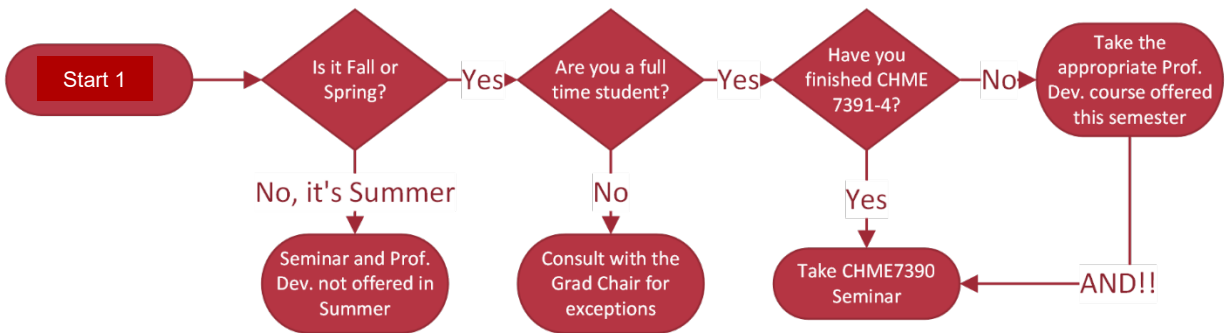 Start 1
Is it Fall or
Spring?
Yes
Are you a full
time student?
Yes
Have you
finished CHME
7391-4?
No
Take the
appropriate Prof.
Dev. course offered
this semester
No, it's Summer
No
Yes
AND!!
Seminar and Prof.
Dev. not offered in
Summer
Consult with the
Grad Chair for
exceptions
Take CHME7390
Seminar